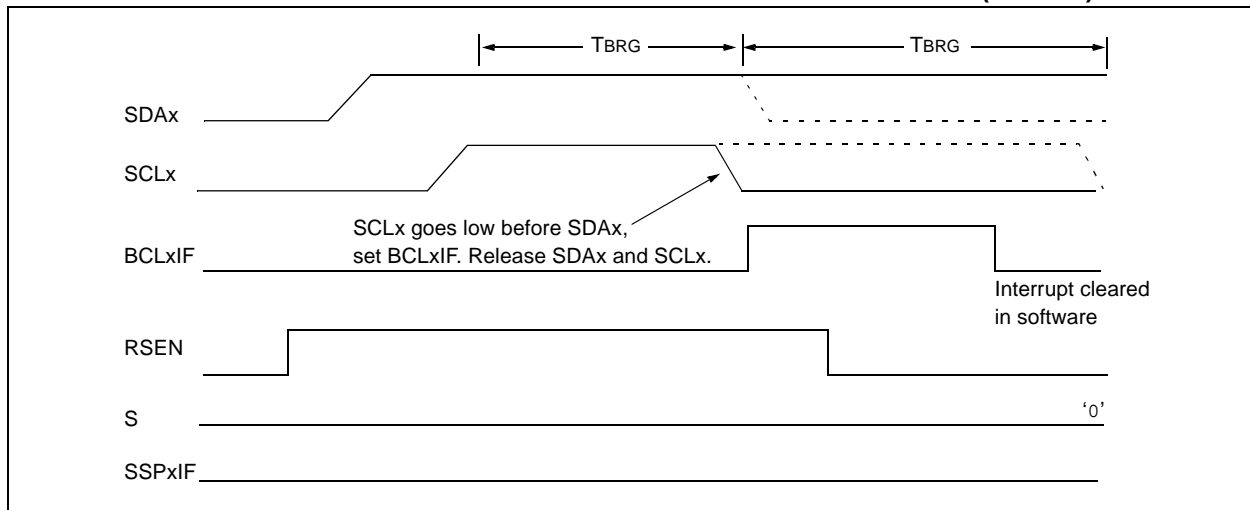 TBRG
TBRG
SDAx
SCLx
SCLx goes low before SDAx,
set BCLxIF. Release SDAx and SCLx.
BCLxIF
Interrupt cleared
in software
RSEN
S
‘0’
SSPxIF